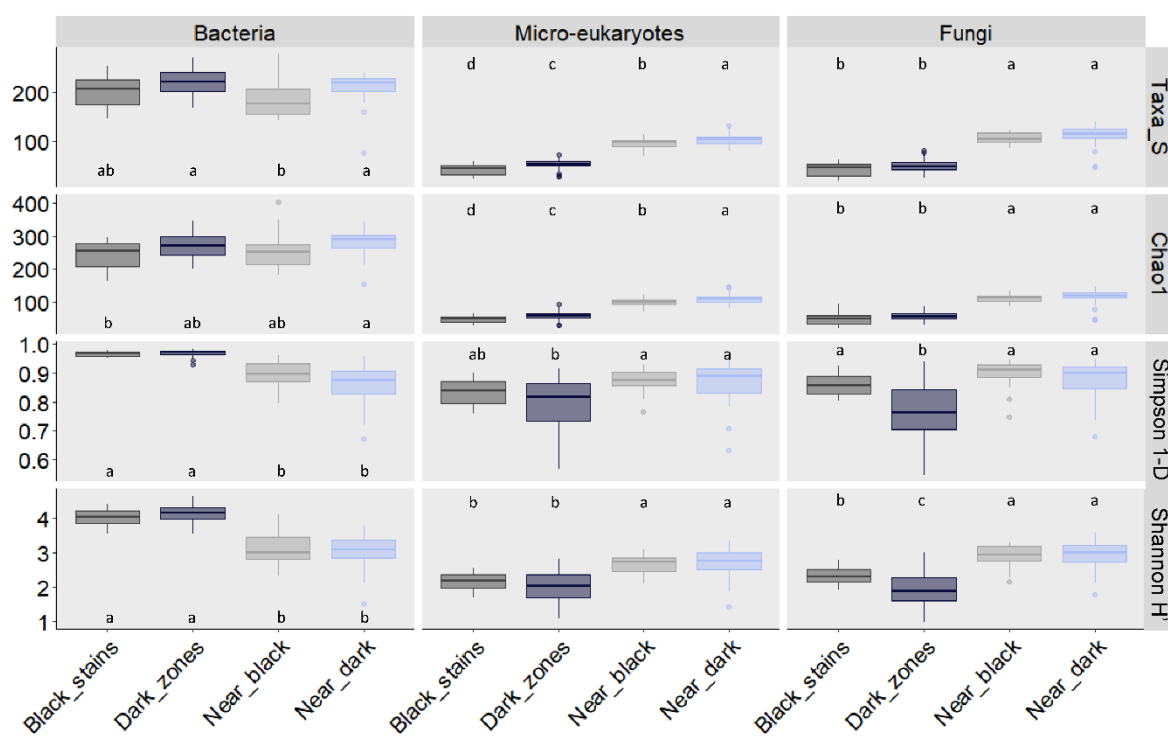 Bacteria Micro-eukaryotes Fungi
200 d c b a b b a a Taxa_S
100
ab a b a
400 d c b a b b a a Chao1
300
200
100
b ab ab a
1.0 ab b a a a b a a Simpson 1-D
0.9
0.8
0.7
0.6
a a b b
4 b b a a b c a a Shannon H'
3
2
1
a a b b
Black_stains Dark_zones Near_black Near_dark Black_stains Dark_zones Near_black Near_dark Black_stains Dark_zones Near_black Near_dark